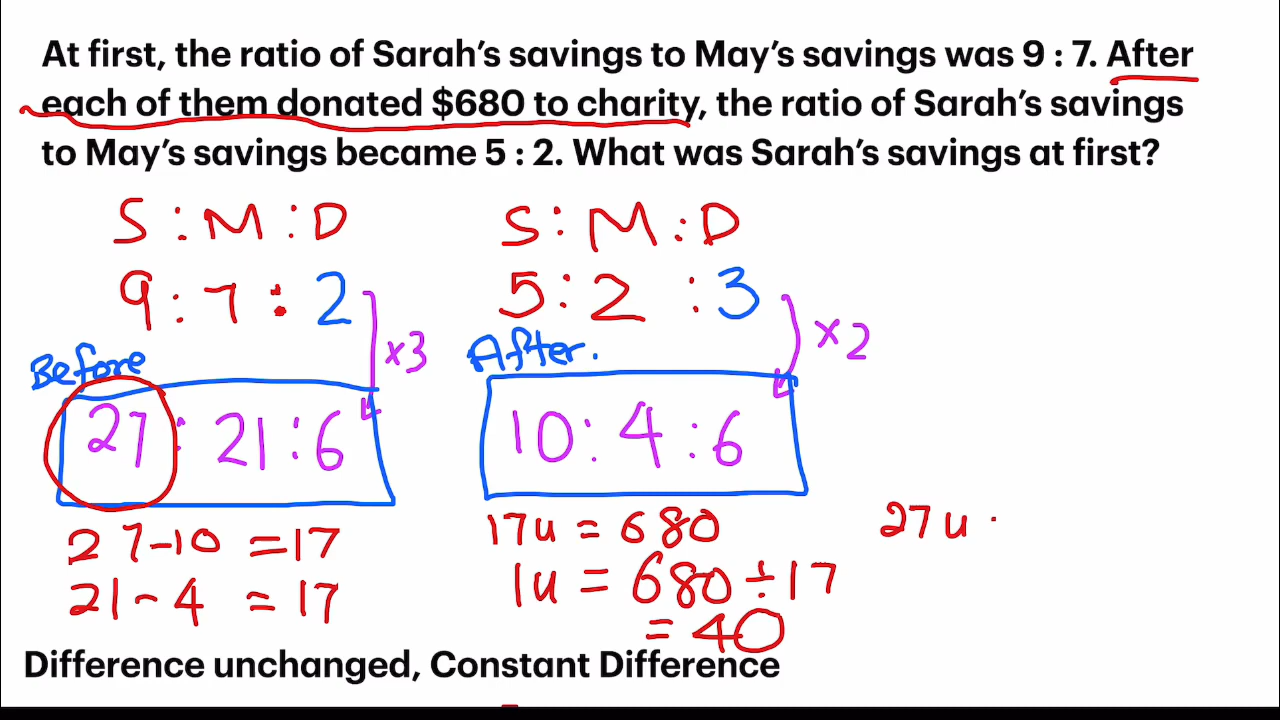 At first, the ratio of Sarah's savings to May's savings was 9 : 7. After
each of them donated $680 to charity, the ratio of Sarah's savings
to May's savings became 5 : 2. What was Sarah's savings at first?
S : M : D
S : M : D
9 : 7 : 2
5 : 2 : 3
×3
×2
Before
After.
27 : 21 : 6
10 : 4 : 6
27 - 10 = 17
21 - 4 = 17
17u = 680
1u = 680 ÷ 17
= 40
27u ·
Difference unchanged, Constant Difference